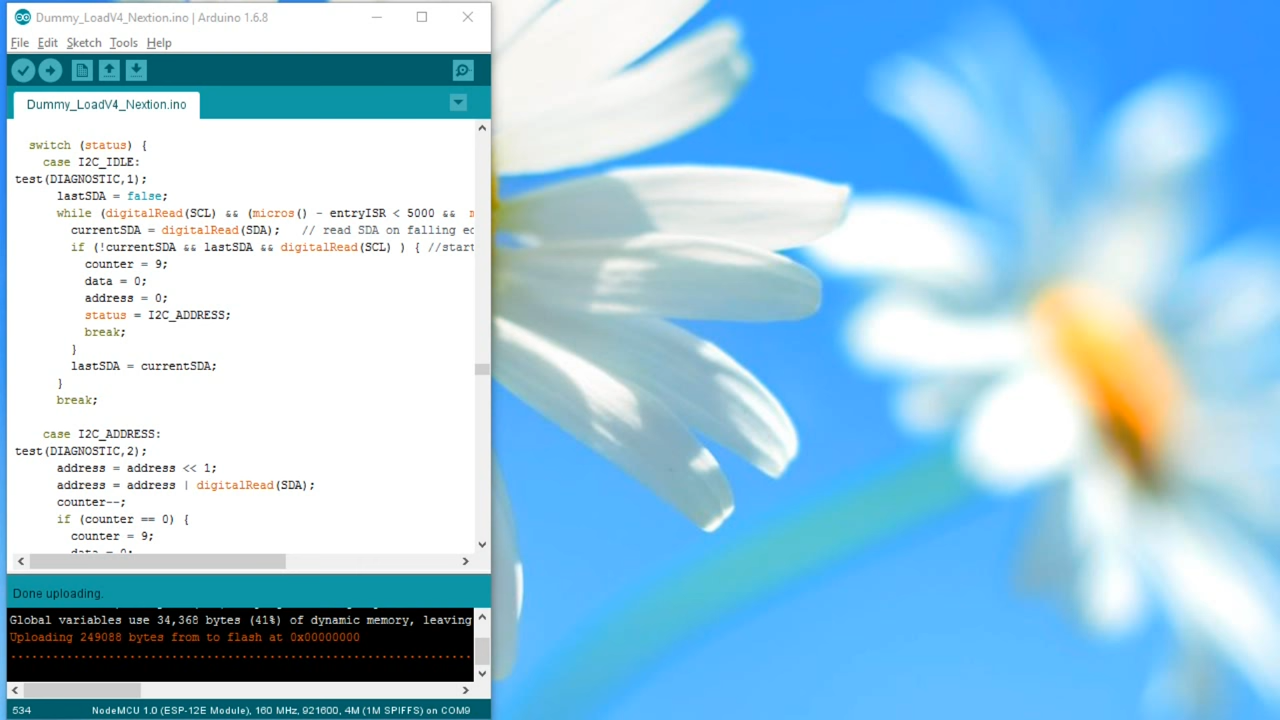 Dummy_LoadV4_Nextion.ino | Arduino 1.6.8
File Edit Sketch Tools Help
Dummy_LoadV4_Nextion.ino
switch (status) {
case I2C_IDLE:
test(DIAGNOSTIC,1);
lastSDA = false;
while (digitalRead(SCL) && (micros() - entryISR < 5000 &&
currentSDA = digitalRead(SDA); // read SDA on falling
if (!currentSDA && lastSDA && digitalRead(SCL) ) { //start
counter = 9;
data = 0;
address = 0;
status = I2C_ADDRESS;
break;
}
lastSDA = currentSDA;
}
break;
case I2C_ADDRESS:
test(DIAGNOSTIC,2);
address = address << 1;
address = address | digitalRead(SDA);
counter--;
if (counter == 0) {
counter = 9;
data = 0;
Done uploading.
Global variables use 34,368 bytes (41%) of dynamic memory, leaving
Uploading 249088 bytes from to flash at 0x00000000
................................................................................
534 NodeMCU 1.0 (ESP-12E Module), 160 MHz, 921600, 4M (1M SPIFFS) on COM9